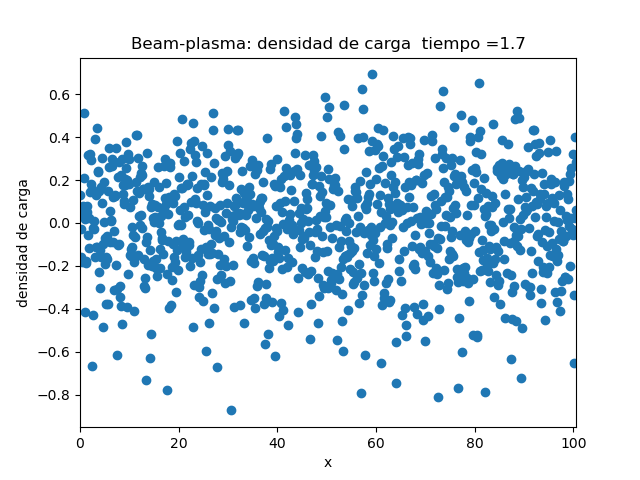 Beam-plasma: densidad de carga  tiempo =1.7
densidad de carga
0.6
0.4
0.2
0.0
−0.2
−0.4
−0.6
−0.8
0 20 40 60 80 100
x